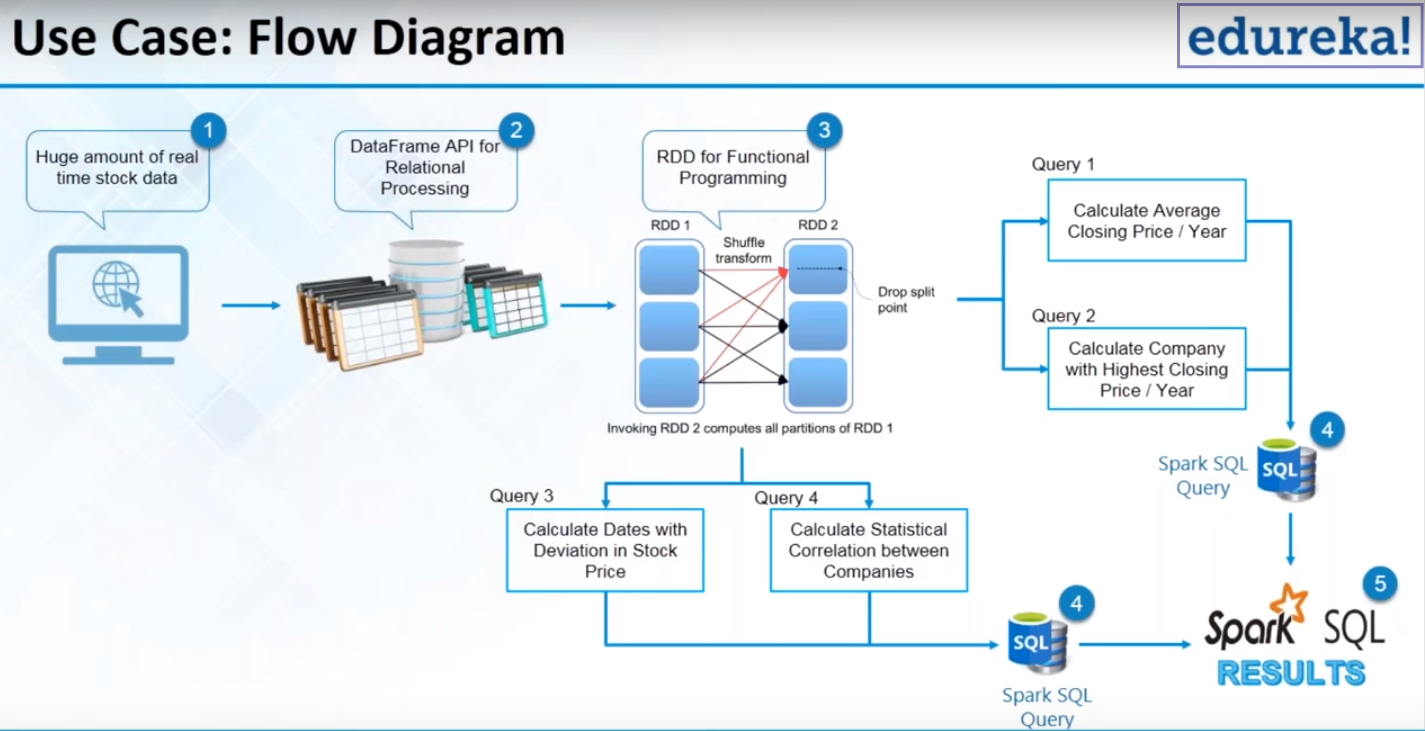 Use Case: Flow Diagram
edureka!
1
Huge amount of real
time stock data
2
DataFrame API for
Relational
Processing
3
RDD for Functional
Programming
RDD 1
RDD 2
Shuffle
transform
Drop split
point
Invoking RDD 2 computes all partitions of RDD 1
Query 1
Calculate Average
Closing Price / Year
Query 2
Calculate Company
with Highest Closing
Price / Year
4
Spark SQL
Query
SQL
Query 3
Calculate Dates with
Deviation in Stock
Price
Query 4
Calculate Statistical
Correlation between
Companies
4
SQL
Spark SQL
Query
5
Spark SQL
RESULTS